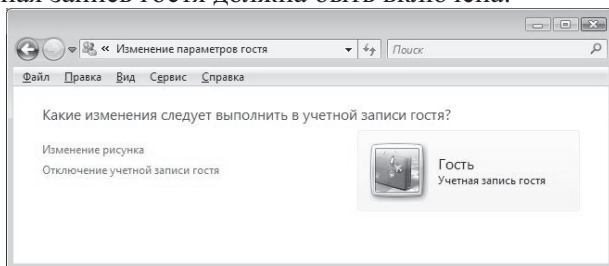 ная запись гостя должна быть включена.
« Изменение параметров гостя
Поиск
Файл Правка Вид Сервис Справка
Какие изменения следует выполнить в учетной записи гостя?
Изменение рисунка
Отключение учетной записи гостя
Гость
Учетная запись гостя